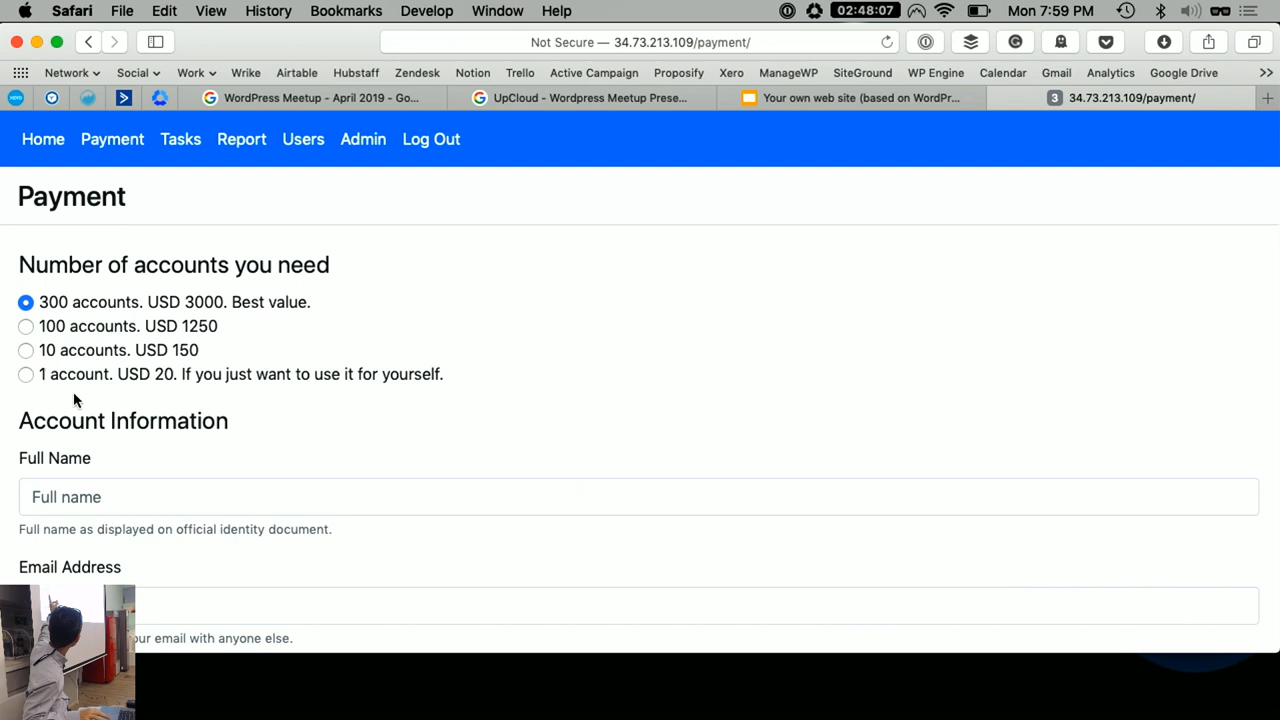 Safari File Edit View History Bookmarks Develop Window Help 02:48:07 Mon 7:59 PM
Not Secure — 34.73.213.109/payment/
Network Social Work Wrike Airtable Hubstaff Zendesk Notion Trello Active Campaign Proposify Xero ManageWP SiteGround WP Engine Calendar Gmail Analytics Google Drive >>
xero WordPress Meetup - April 2019 - Go... UpCloud - Wordpress Meetup Prese... Your own web site (based on WordPr... 3 34.73.213.109/payment/
Home Payment Tasks Report Users Admin Log Out
Payment
Number of accounts you need
300 accounts. USD 3000. Best value.
100 accounts. USD 1250
10 accounts. USD 150
1 account. USD 20. If you just want to use it for yourself.
Account Information
Full Name
Full name
Full name as displayed on official identity document.
Email Address
our email with anyone else.